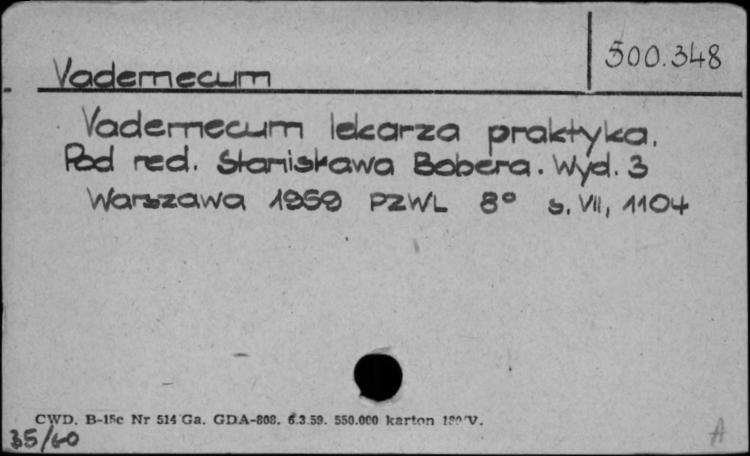 500.348
Vademecum
Vademecum lekarza praktyka.
Pod red. Stanisława Bobera. Wyd. 3
Warszawa 1959 PZWL 8° s. VII, 1104
CWD. B-15c Nr 514 Ga. GDA-808. 6.3.59. 550.000 karton V.
35/60
A